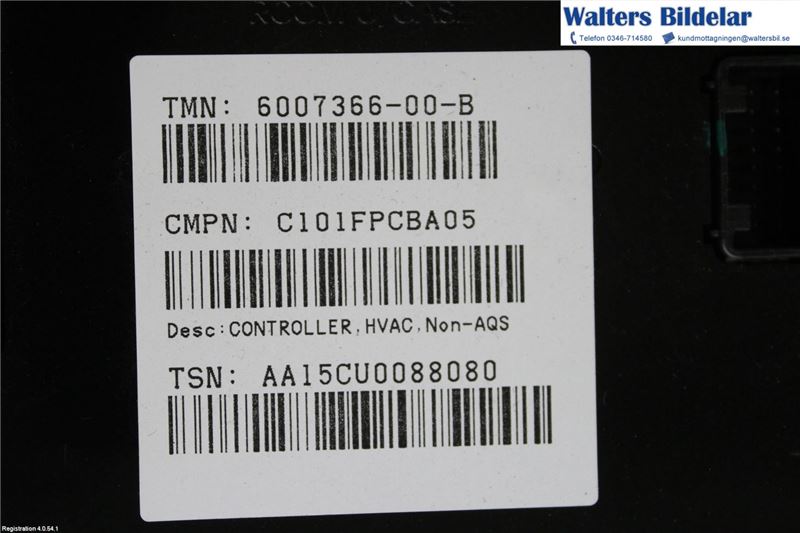 Walters Bildelar
Telefon 0346-714580 kundmottagningen@waltersbil.se
TMN: 6007366-00-B
CMPN: C101FPCBA05
Desc:CONTROLLER,HVAC,Non-AQS
TSN: AA15CU0088080
Registration 4.0.54.1